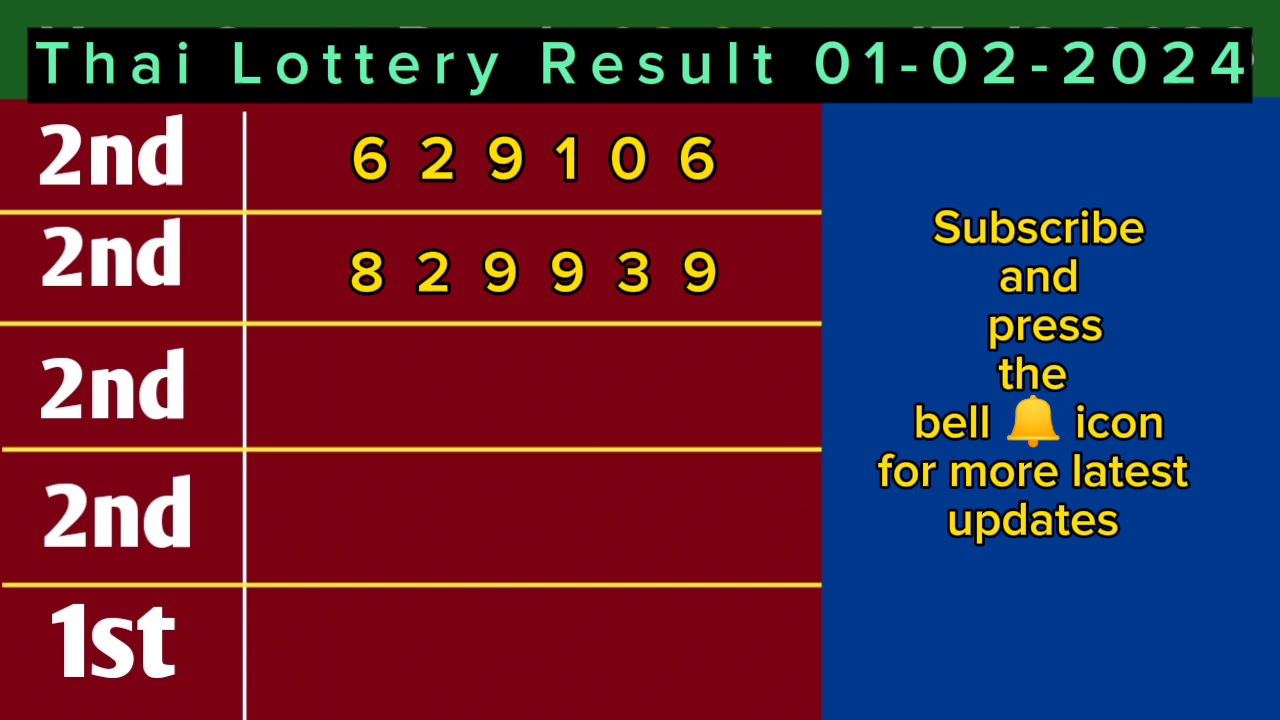 Thai Lottery Result 01-02-2024
2nd 6 2 9 1 0 6
2nd 8 2 9 9 3 9
2nd
2nd
1st
Subscribe
and
press
the
bell 🔔 icon
for more latest
updates